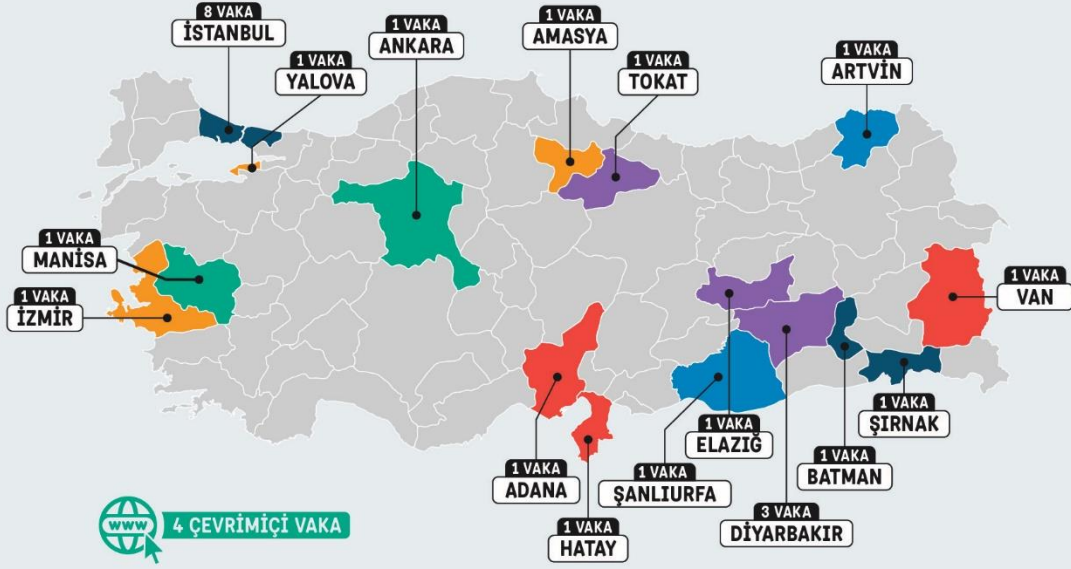 8 VAKA
İSTANBUL
1 VAKA
YALOVA
1 VAKA
ANKARA
1 VAKA
AMASYA
1 VAKA
TOKAT
1 VAKA
ARTVİN
1 VAKA
MANİSA
1 VAKA
İZMİR
1 VAKA
VAN
1 VAKA
ŞIRNAK
1 VAKA
BATMAN
1 VAKA
ELAZIĞ
3 VAKA
DİYARBAKIR
1 VAKA
ŞANLIURFA
1 VAKA
ADANA
1 VAKA
HATAY
www
4 ÇEVRİMİÇİ VAKA